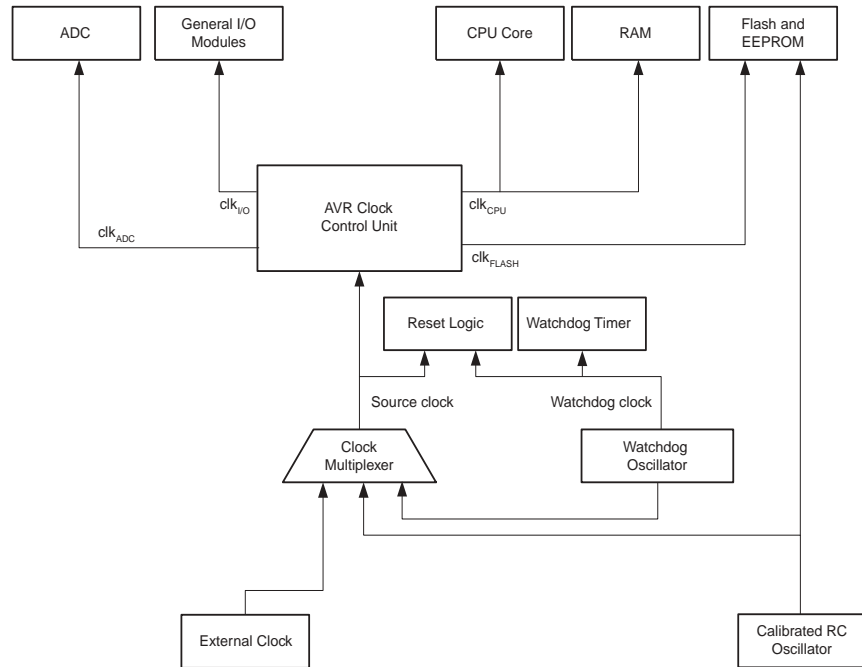 ADC
General I/O
Modules
CPU Core
RAM
Flash and
EEPROM
clkI/O
AVR Clock
Control Unit
clkCPU
clkADC
clkFLASH
Reset Logic
Watchdog Timer
Source clock
Watchdog clock
Clock
Multiplexer
Watchdog
Oscillator
External Clock
Calibrated RC
Oscillator